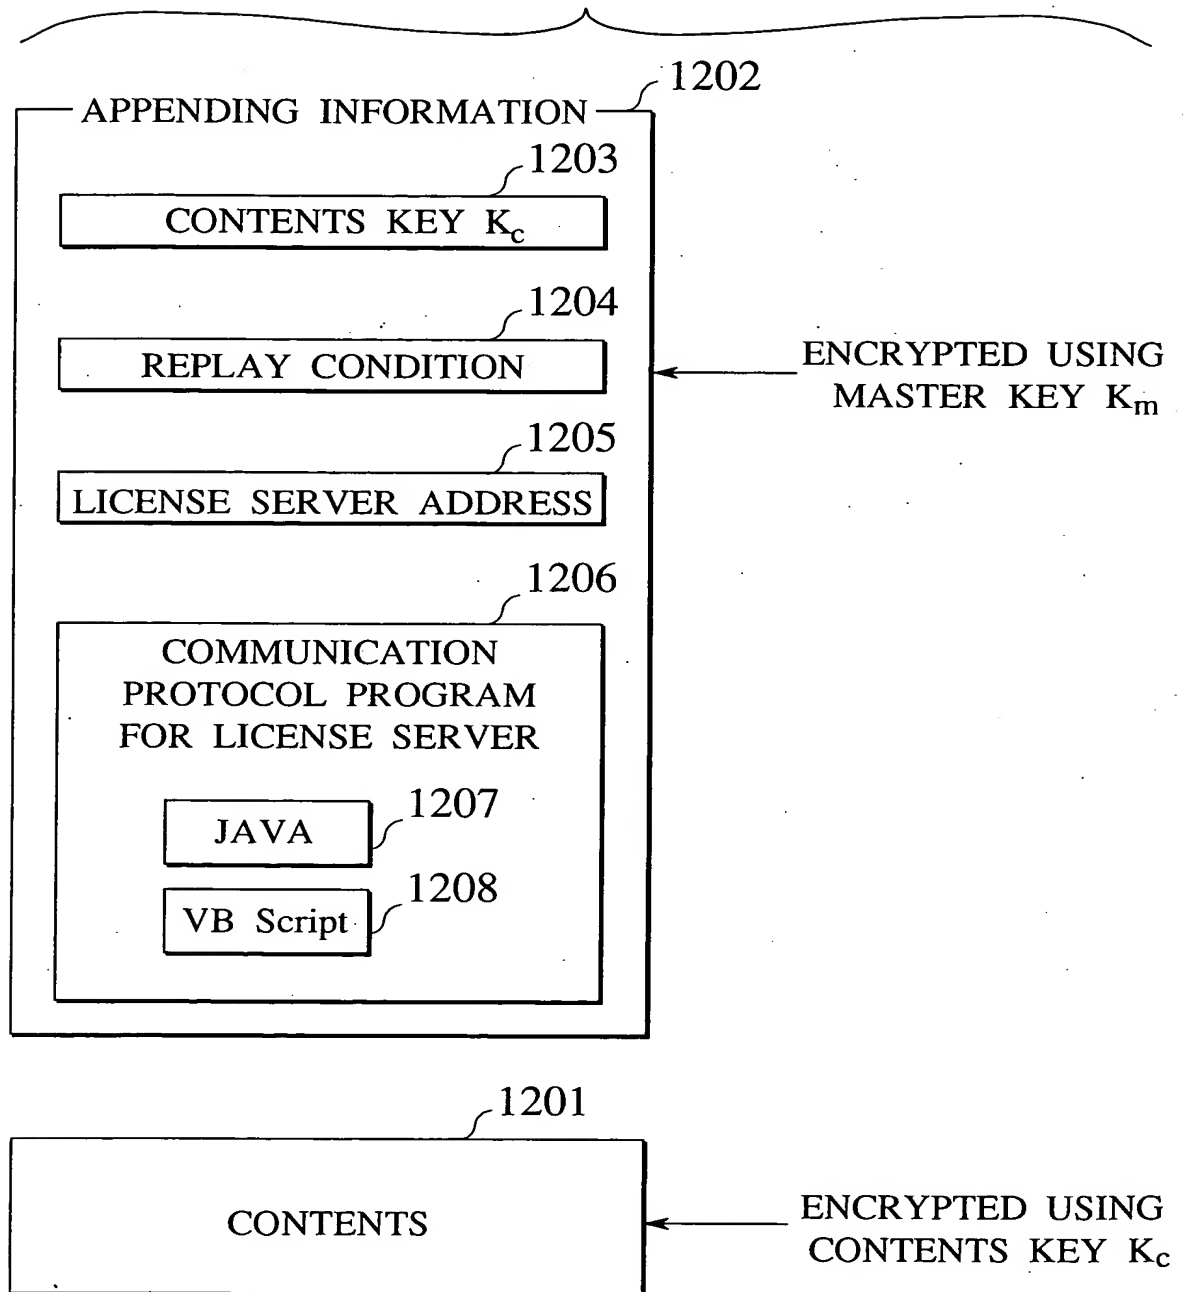 1202
APPENDING INFORMATION
1203
CONTENTS KEY Kc
1204
REPLAY CONDITION
ENCRYPTED USING
MASTER KEY Km
1205
LICENSE SERVER ADDRESS
1206
COMMUNICATION
PROTOCOL PROGRAM
FOR LICENSE SERVER
1207
JAVA
1208
VB Script
1201
CONTENTS
ENCRYPTED USING
CONTENTS KEY Kc